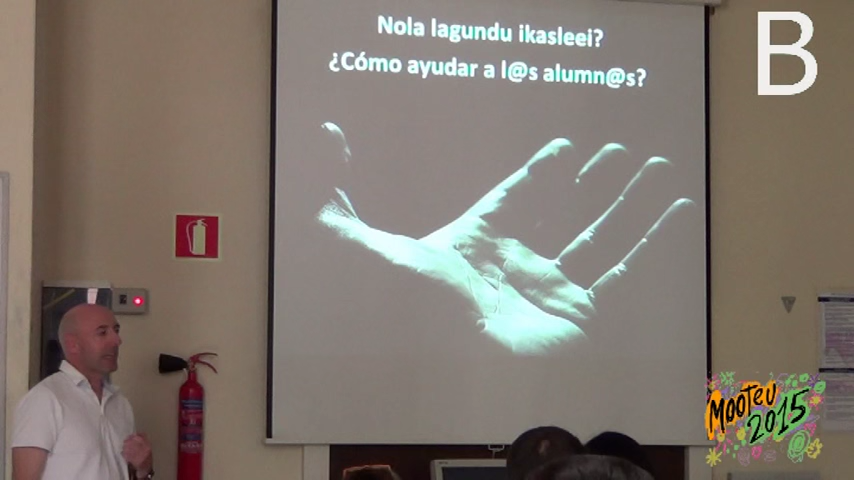 Nola lagundu ikasleei?
¿Cómo ayudar a l@s alumn@s?
B
Mooteu
2015